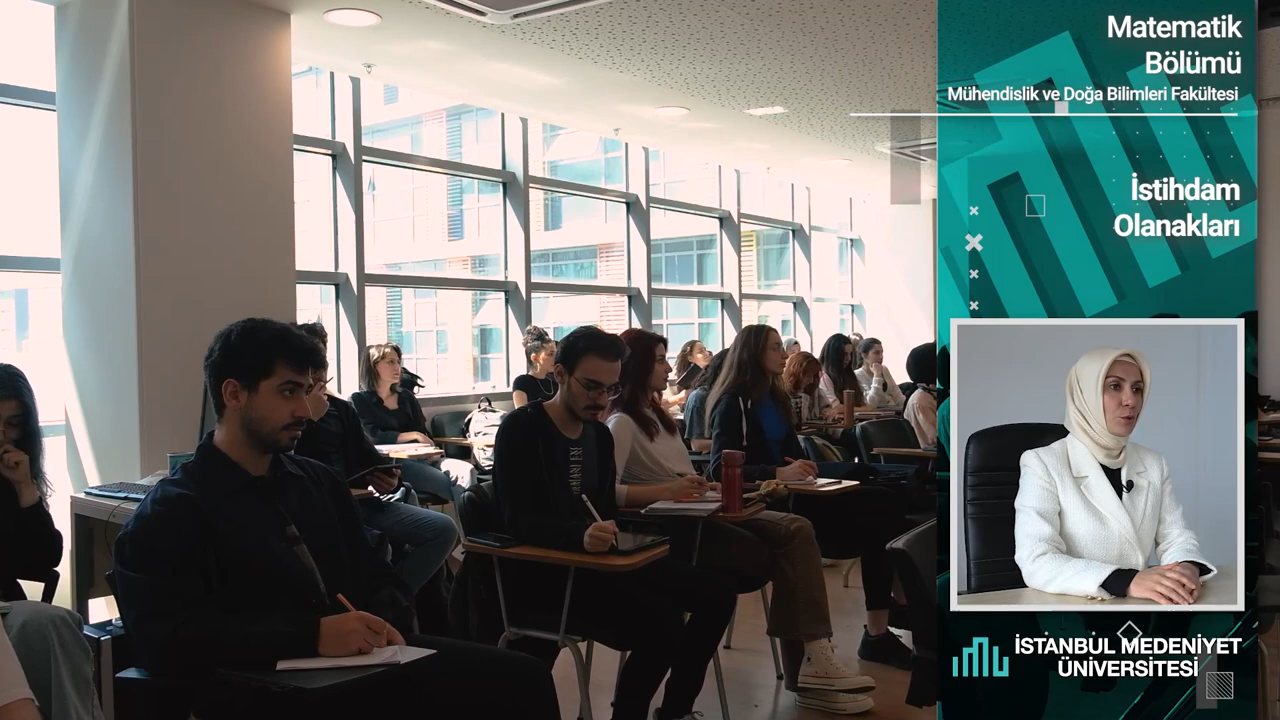 Matematik
Bölümü
Mühendislik ve Doğa Bilimleri Fakültesi
İstihdam
Olanakları
İSTANBUL MEDENİYET
ÜNİVERSİTESİ